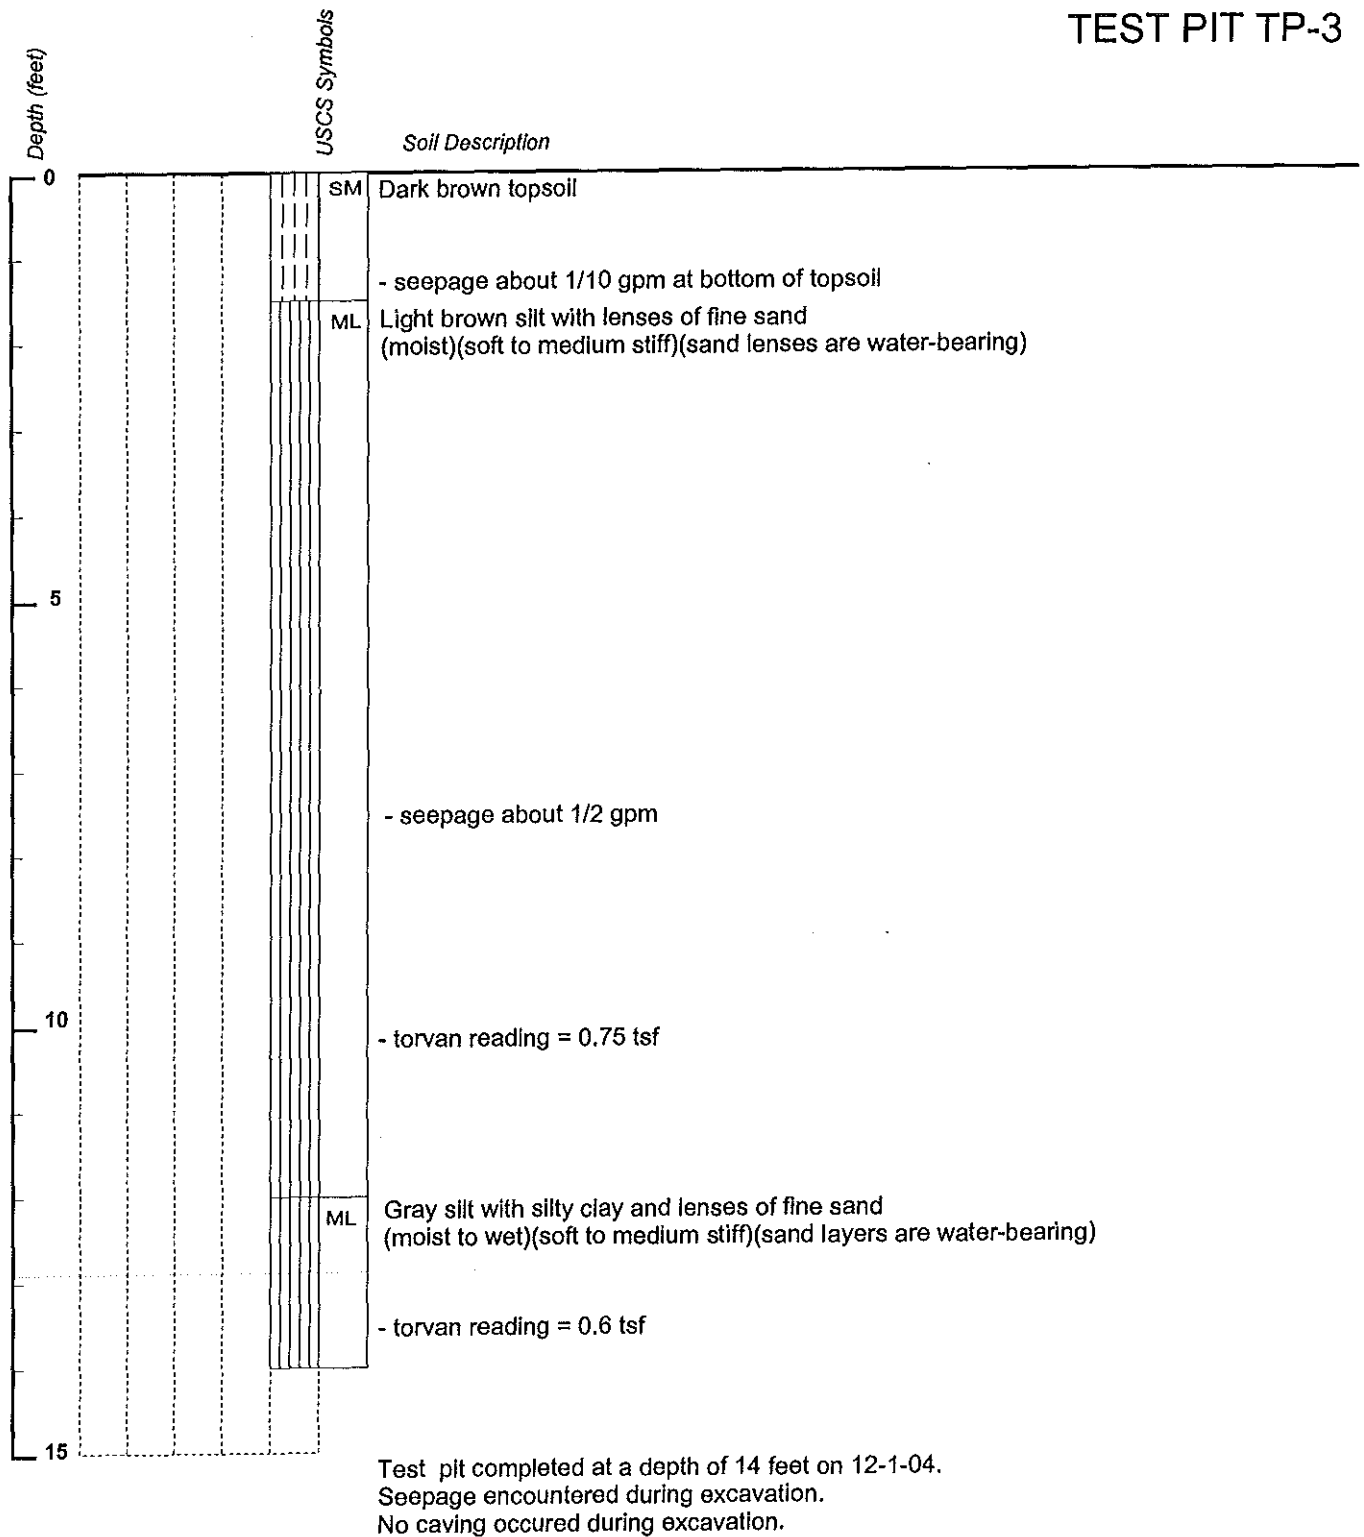 TEST PIT TP-3
Depth (feet)
USCS Symbols
Soil Description
0
SM Dark brown topsoil
- seepage about 1/10 gpm at bottom of topsoil
ML Light brown silt with lenses of fine sand
(moist)(soft to medium stiff)(sand lenses are water-bearing)
5
- seepage about 1/2 gpm
10
- torvan reading = 0.75 tsf
ML Gray silt with silty clay and lenses of fine sand
(moist to wet)(soft to medium stiff)(sand layers are water-bearing)
- torvan reading = 0.6 tsf
15
Test pit completed at a depth of 14 feet on 12-1-04.
Seepage encountered during excavation.
No caving occured during excavation.